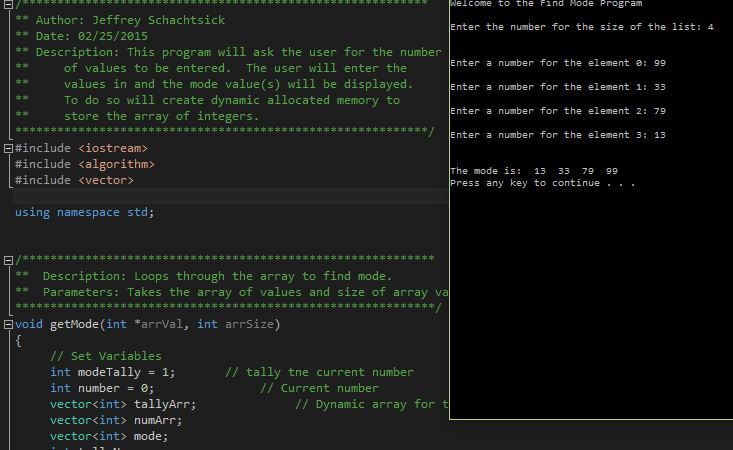 /***********************************************************
** Author: Jeffrey Schachtsick
** Date: 02/25/2015
** Description: This program will ask the user for the number
**     of values to be entered.  The user will enter the
**     values in and the mode value(s) will be displayed.
**     To do so will create dynamic allocated memory to
**     store the array of integers.
***********************************************************/
#include <iostream>
#include <algorithm>
#include <vector>
using namespace std;
/***********************************************************
**  Description: Loops through the array to find mode.
**  Parameters: Takes the array of values and size of array va
************************************************************/
void getMode(int *arrVal, int arrSize)
{
// Set Variables
int modeTally = 1;       // tally tne current number
int number = 0;               // Current number
vector<int> tallyArr;              // Dynamic array for t
vector<int> numArr;
vector<int> mode;
Welcome to the Find Mode Program
Enter the number for the size of the list: 4
Enter a number for the element 0: 99
Enter a number for the element 1: 33
Enter a number for the element 2: 79
Enter a number for the element 3: 13
The mode is:  13  33  79  99
Press any key to continue . . .